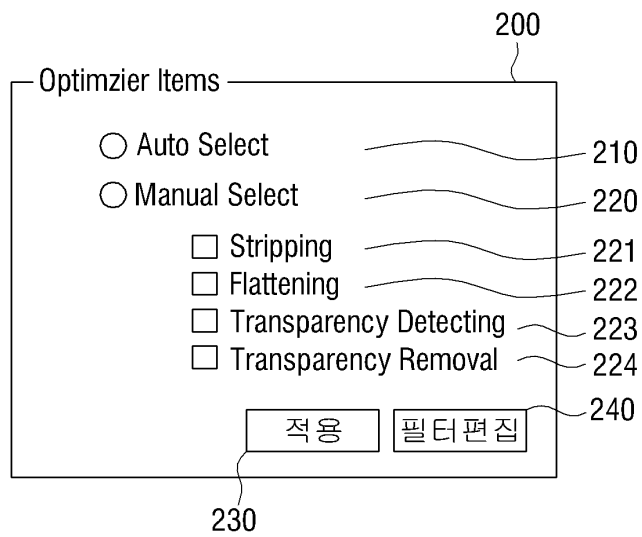 200
Optimzier Items
Auto Select 210
Manual Select 220
Stripping 221
Flattening 222
Transparency Detecting 223
Transparency Removal 224
240
적용 필터편집
230